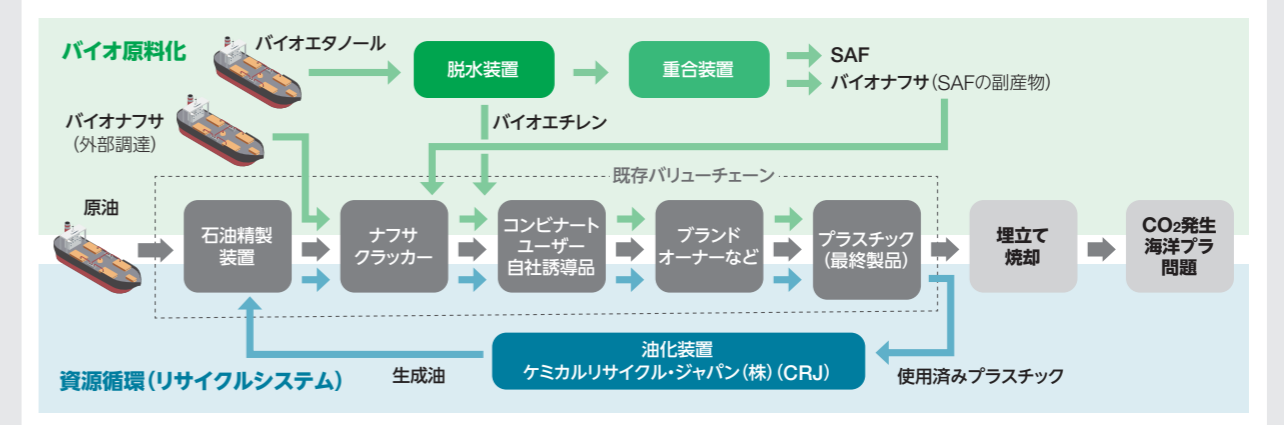 バイオ原料化
バイオエタノール
脱水装置
重合装置
SAF
バイオナフサ（SAFの副産物）
バイオナフサ
（外部調達）
バイオエチレン
既存バリューチェーン
原油
石油精製
装置
ナフサ
クラッカー
コンビナート
ユーザー
自社誘導品
ブランド
オーナーなど
プラスチック
（最終製品）
埋立て
焼却
CO₂発生
海洋プラ
問題
油化装置
ケミカルリサイクル・ジャパン（株）（CRJ）
資源循環（リサイクルシステム）
生成油
使用済みプラスチック